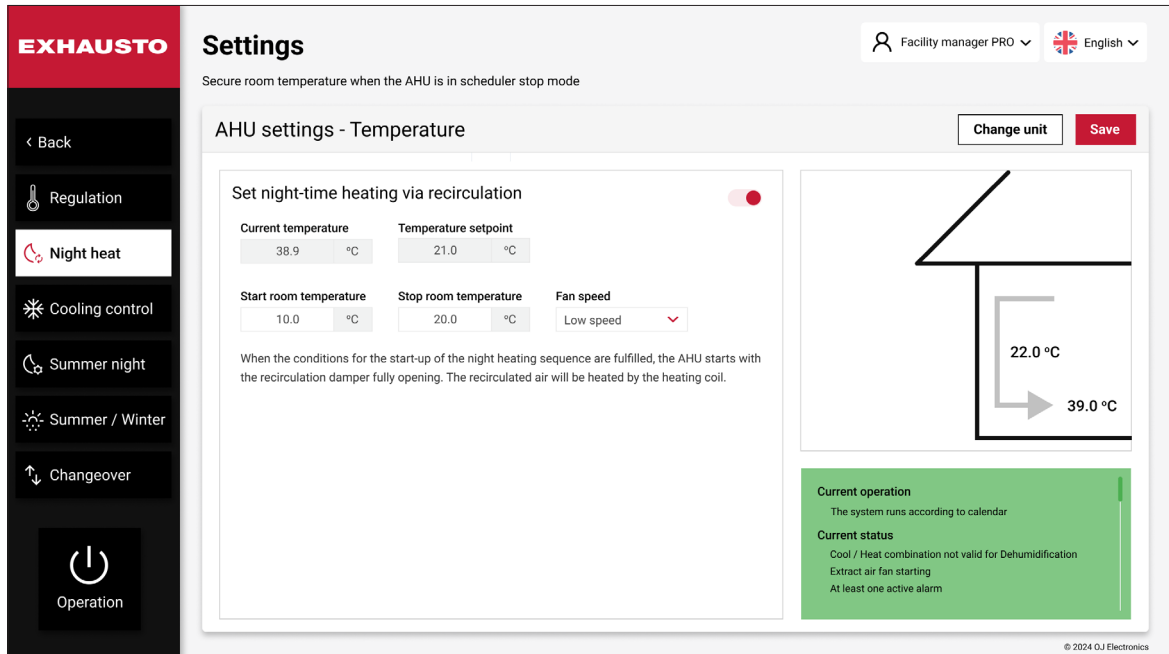 EXHAUSTO
Settings
Facility manager PRO
English
Secure room temperature when the AHU is in scheduler stop mode
< Back
Regulation
Night heat
Cooling control
Summer night
Summer / Winter
Changeover
Operation
AHU settings - Temperature
Change unit
Save
Set night-time heating via recirculation
Current temperature
Temperature setpoint
38.9 ºC
21.0 ºC
Start room temperature
Stop room temperature
Fan speed
10.0 ºC
20.0 ºC
Low speed
When the conditions for the start-up of the night heating sequence are fulfilled, the AHU starts with
the recirculation damper fully opening. The recirculated air will be heated by the heating coil.
22.0 ºC
39.0 ºC
Current operation
The system runs according to calendar
Current status
Cool / Heat combination not valid for Dehumidification
Extract air fan starting
At least one active alarm
© 2024 OJ Electronics